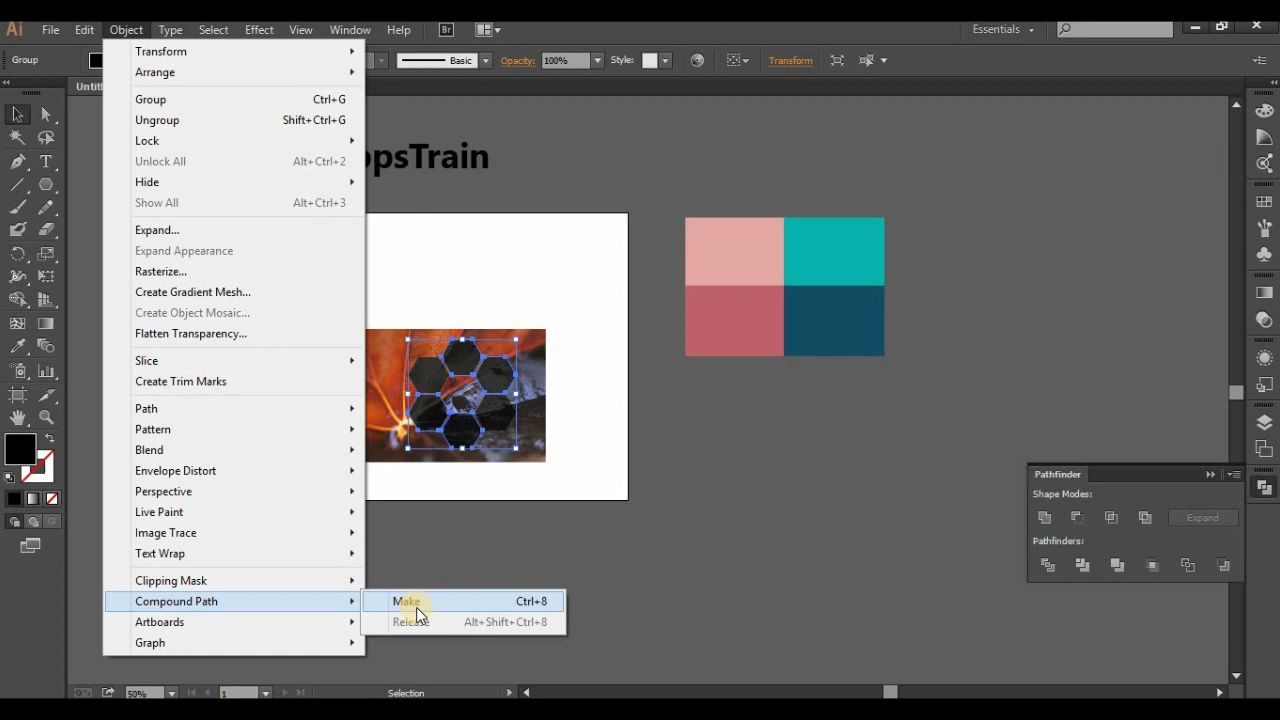 Ai File Edit Object Type Select Effect View Window Help Br Essentials
Group Basic Opacity: 100% Style: Transform
Transform
Arrange
Group Ctrl+G
Ungroup Shift+Ctrl+G
Lock
Unlock All Alt+Ctrl+2
Hide
Show All Alt+Ctrl+3
Expand...
Expand Appearance
Rasterize...
Create Gradient Mesh...
Create Object Mosaic...
Flatten Transparency...
Slice
Create Trim Marks
Path
Pattern
Blend
Envelope Distort
Perspective
Live Paint
Image Trace
Text Wrap
Clipping Mask
Compound Path
Artboards
Graph
Make Ctrl+8
Release Alt+Shift+Ctrl+8
Pathfinder
Shape Modes:
Expand
Pathfinders:
50% 1 Selection